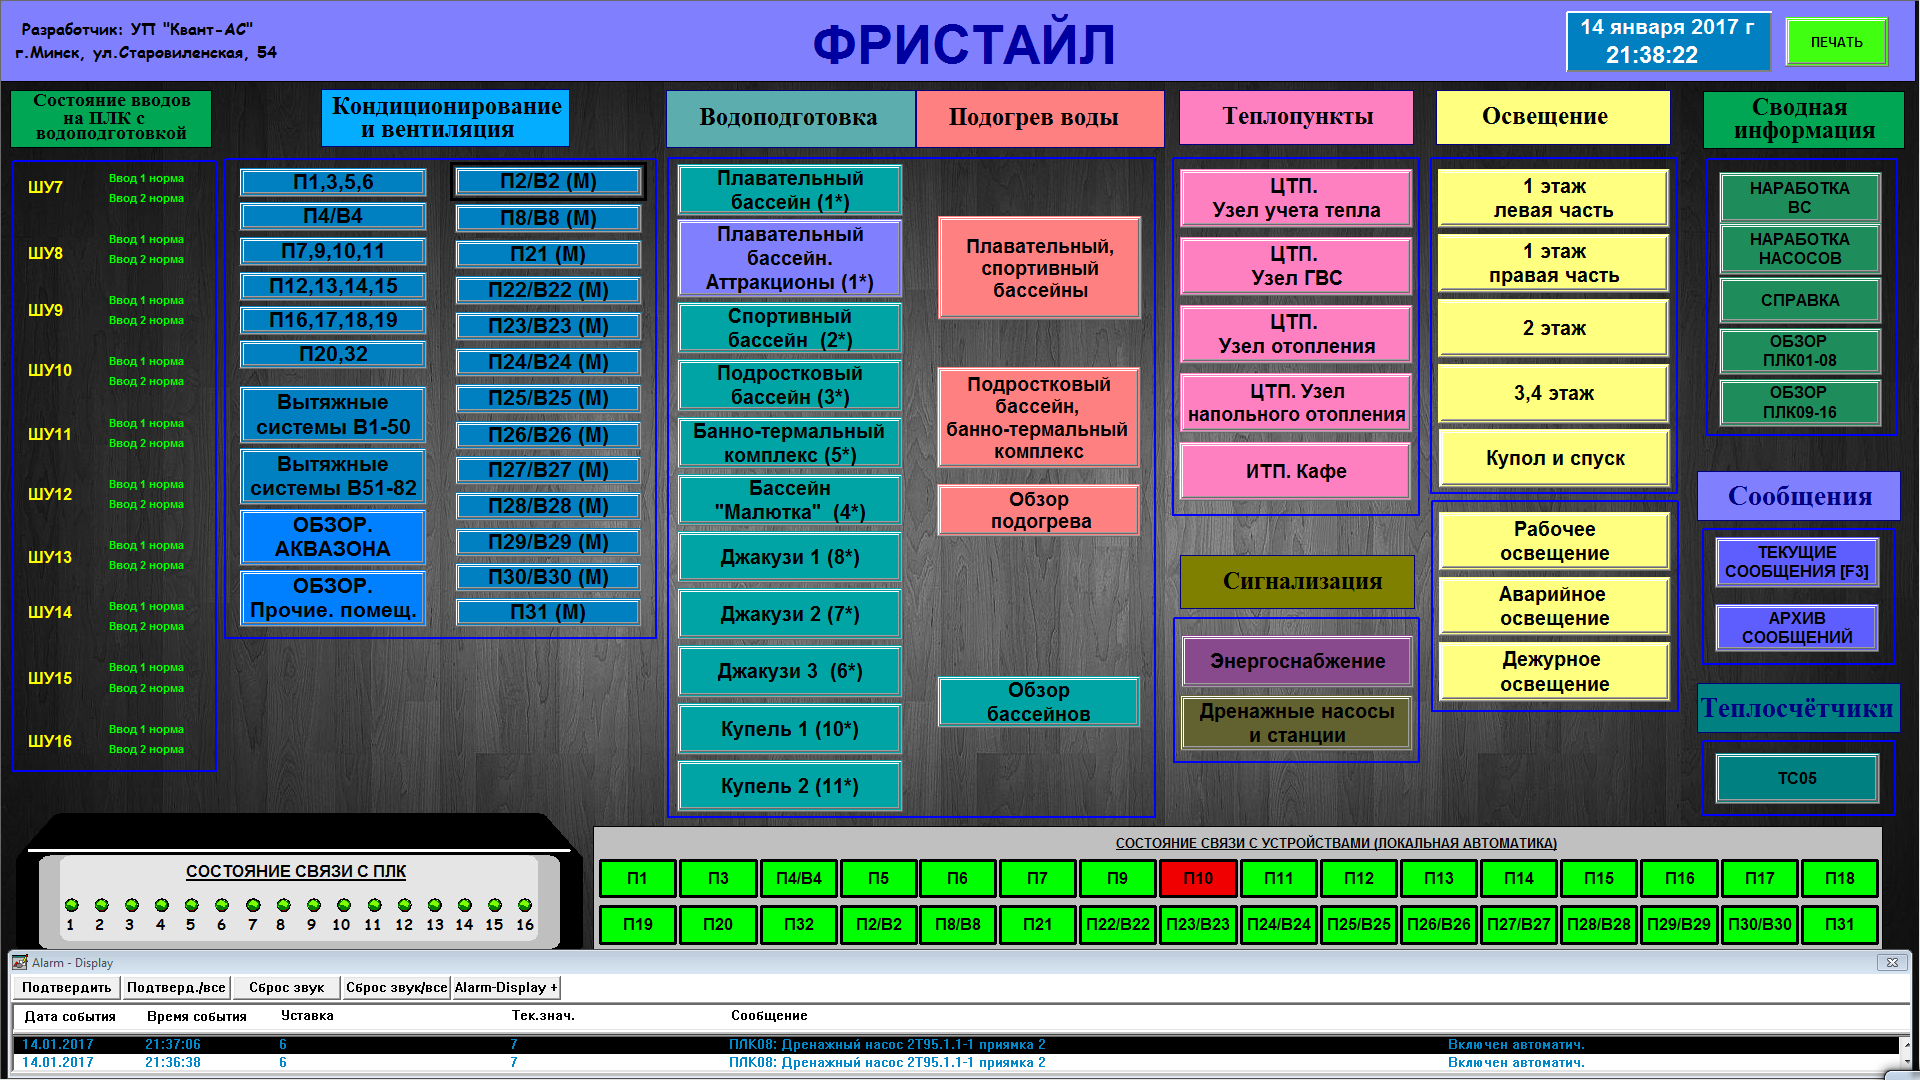 Разработчик: УП "Квант-АС"
г.Минск, ул.Старовиленская, 54
ФРИСТАЙЛ
14 января 2017 г
21:38:22
ПЕЧАТЬ
Состояние вводов
на ПЛК с
водоподготовкой
ШУ7
Ввод 1 норма
Ввод 2 норма
ШУ8
Ввод 1 норма
Ввод 2 норма
ШУ9
Ввод 1 норма
Ввод 2 норма
ШУ10
Ввод 1 норма
Ввод 2 норма
ШУ11
Ввод 1 норма
Ввод 2 норма
ШУ12
Ввод 1 норма
Ввод 2 норма
ШУ13
Ввод 1 норма
Ввод 2 норма
ШУ14
Ввод 1 норма
Ввод 2 норма
ШУ15
Ввод 1 норма
Ввод 2 норма
ШУ16
Ввод 1 норма
Ввод 2 норма
Кондиционирование
и вентиляция
П1,3,5,6
П4/В4
П7,9,10,11
П12,13,14,15
П16,17,18,19
П20,32
Вытяжные
системы В1-50
Вытяжные
системы В51-82
ОБЗОР.
АКВАЗОНА
ОБЗОР.
Прочие. помещ.
П2/В2 (М)
П8/В8 (М)
П21 (М)
П22/В22 (М)
П23/В23 (М)
П24/В24 (М)
П25/В25 (М)
П26/В26 (М)
П27/В27 (М)
П28/В28 (М)
П29/В29 (М)
П30/В30 (М)
П31 (М)
Водоподготовка
Плавательный
бассейн (1*)
Плавательный
бассейн.
Аттракционы (1*)
Спортивный
бассейн (2*)
Подростковый
бассейн (3*)
Банно-термальный
комплекс (5*)
Бассейн
"Малютка" (4*)
Джакузи 1 (8*)
Джакузи 2 (7*)
Джакузи 3 (6*)
Купель 1 (10*)
Купель 2 (11*)
Подогрев воды
Плавательный,
спортивный
бассейны
Подростковый
бассейн,
банно-термальный
комплекс
Обзор
подогрева
Обзор
бассейнов
Теплопункты
ЦТП.
Узел учета тепла
ЦТП.
Узел ГВС
ЦТП.
Узел отопления
ЦТП. Узел
напольного отопления
ИТП. Кафе
Сигнализация
Энергоснабжение
Дренажные насосы
и станции
Освещение
1 этаж
левая часть
1 этаж
правая часть
2 этаж
3,4 этаж
Купол и спуск
Рабочее
освещение
Аварийное
освещение
Дежурное
освещение
Сводная
информация
НАРАБОТКА
ВС
НАРАБОТКА
НАСОСОВ
СПРАВКА
ОБЗОР
ПЛК01-08
ОБЗОР
ПЛК09-16
Сообщения
ТЕКУЩИЕ
СООБЩЕНИЯ [F3]
АРХИВ
СООБЩЕНИЙ
Теплосчётчики
ТС05
СОСТОЯНИЕ СВЯЗИ С ПЛК
1 2 3 4 5 6 7 8 9 10 11 12 13 14 15 16
СОСТОЯНИЕ СВЯЗИ С УСТРОЙСТВАМИ (ЛОКАЛЬНАЯ АВТОМАТИКА)
П1 П3 П4/В4 П5 П6 П7 П9 П10 П11 П12 П13 П14 П15 П16 П17 П18
П19 П20 П32 П2/В2 П8/В8 П21 П22/В22 П23/В23 П24/В24 П25/В25 П26/В26 П27/В27 П28/В28 П29/В29 П30/В30 П31
Alarm - Display
Подтвердить Подтверд./все Сброс звук Сброс звук/все Alarm-Display +
Дата события Время события Уставка Тек.знач. Сообщение
14.01.2017 21:37:06 6 7 ПЛК08: Дренажный насос 2Т95.1.1-1 приямка 2 Включен автоматич.
14.01.2017 21:36:38 6 7 ПЛК08: Дренажный насос 2Т95.1.1-1 приямка 2 Включен автоматич.